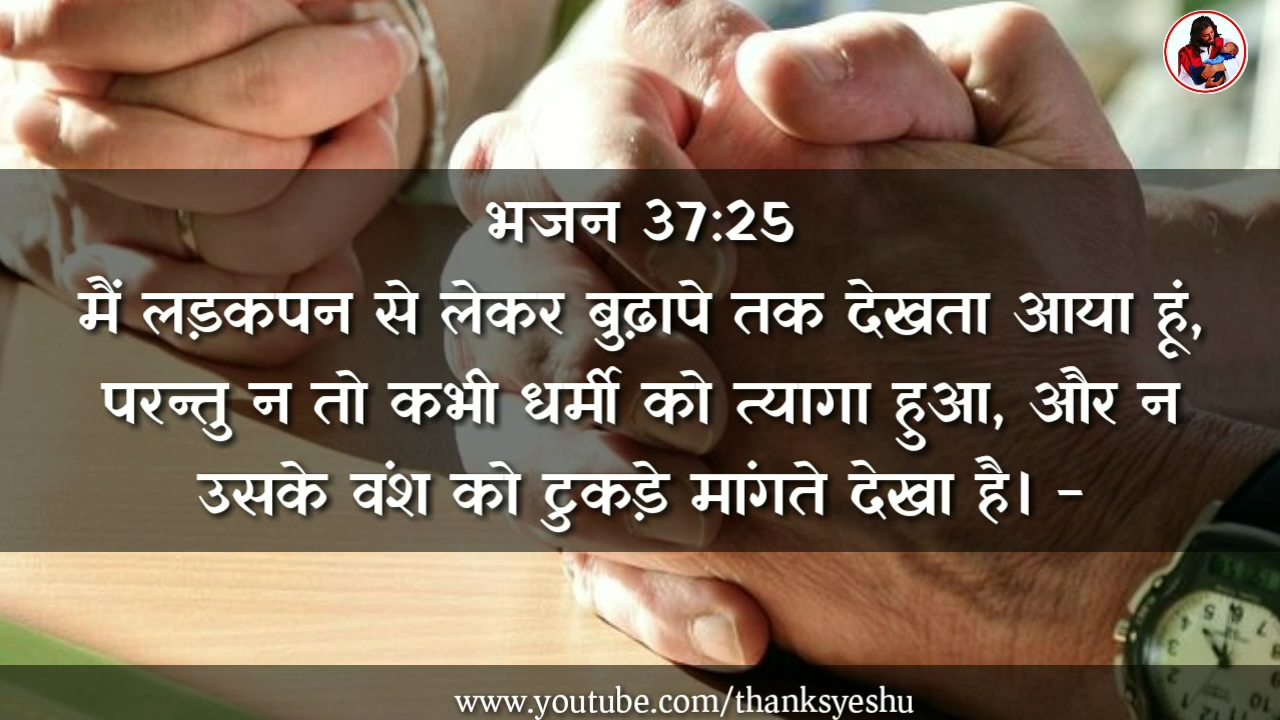 भजन 37:25
मैं लड़कपन से लेकर बुढ़ापे तक देखता आया हूं,
परन्तु न तो कभी धर्मी को त्यागा हुआ, और न
उसके वंश को टुकड़े मांगते देखा है। -
www.youtube.com/thanksyeshu